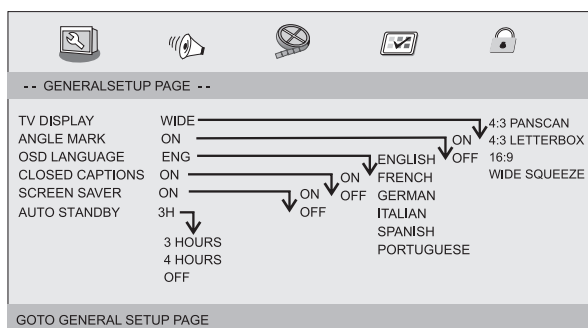 -- GENERALSETUP PAGE --
TV DISPLAY WIDE
ANGLE MARK ON
OSD LANGUAGE ENG
CLOSED CAPTIONS ON
SCREEN SAVER ON
AUTO STANDBY 3H
3 HOURS
4 HOURS
OFF
ON
OFF
ON
OFF
ENGLISH
FRENCH
GERMAN
ITALIAN
SPANISH
PORTUGUESE
ON
OFF
4:3 PANSCAN
4:3 LETTERBOX
16:9
WIDE SQUEEZE
GOTO GENERAL SETUP PAGE